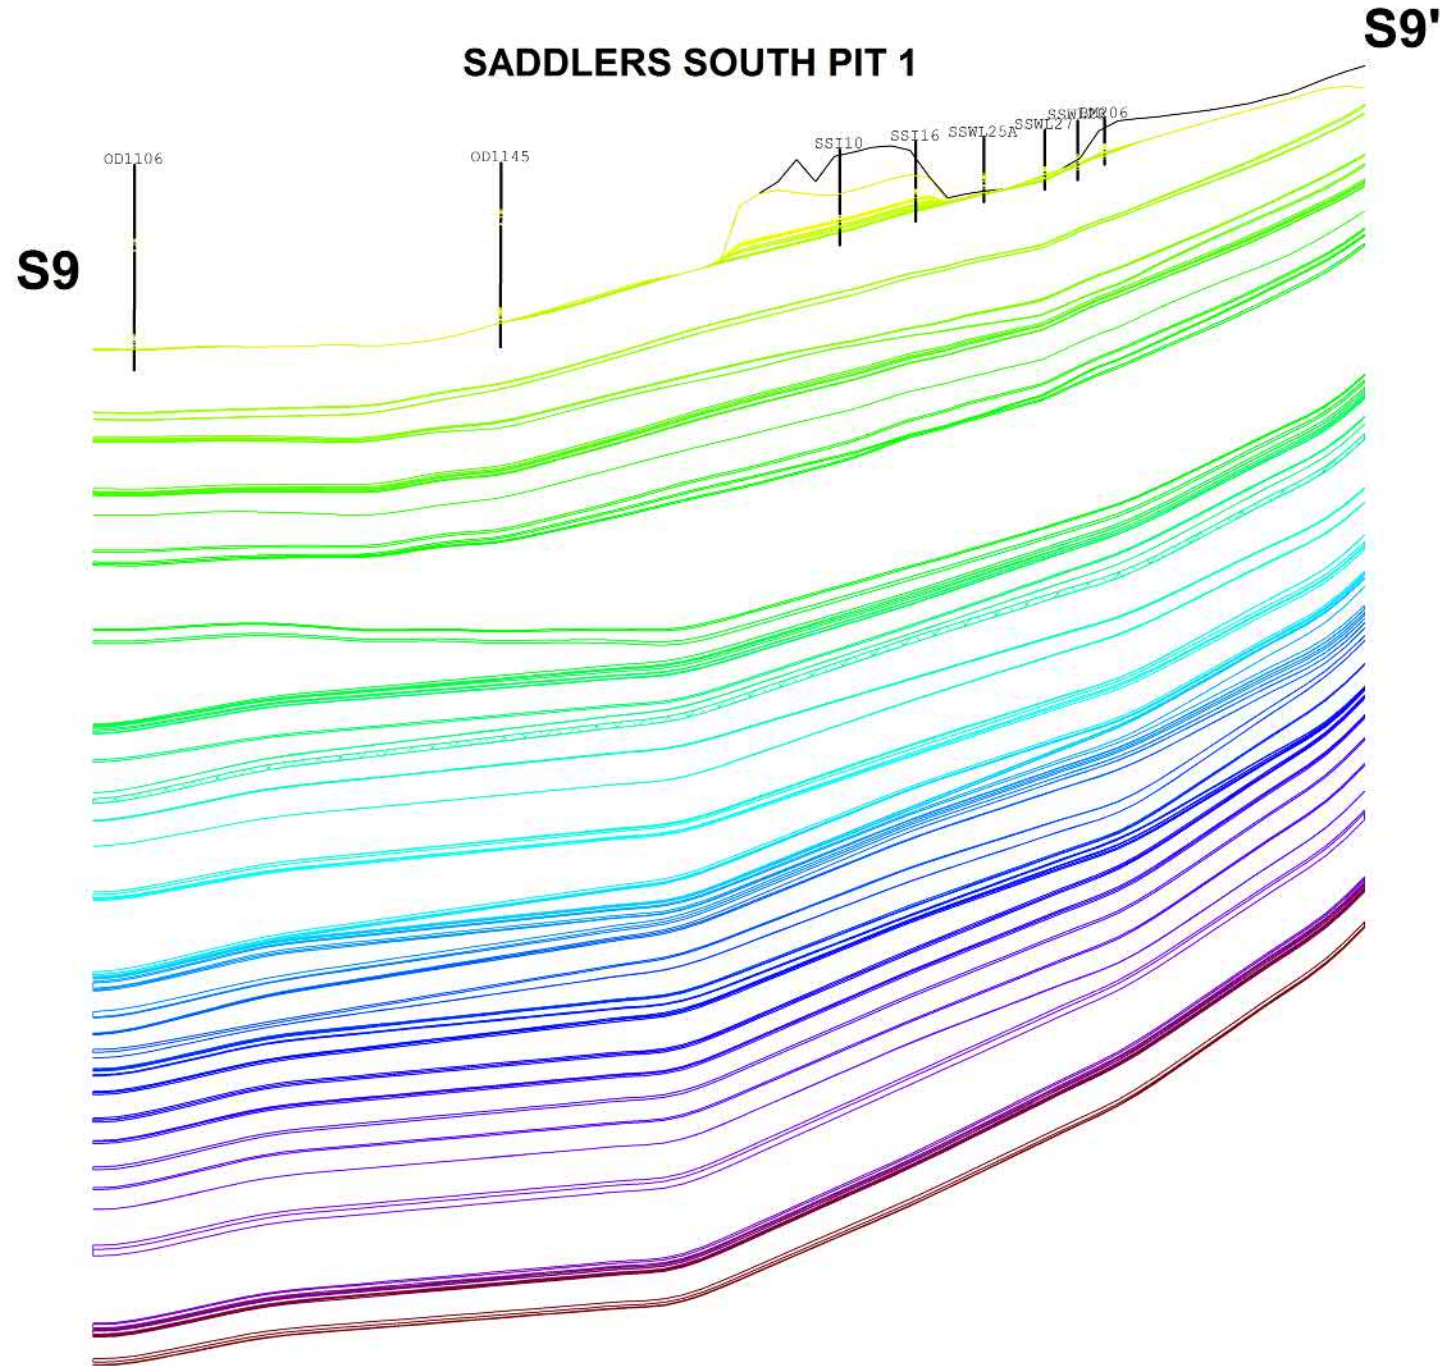 S9'
SADDLERS SOUTH PIT 1
OD1106
OD1145
SSI10
SSI16
SSWL25A
SSWL27
S9